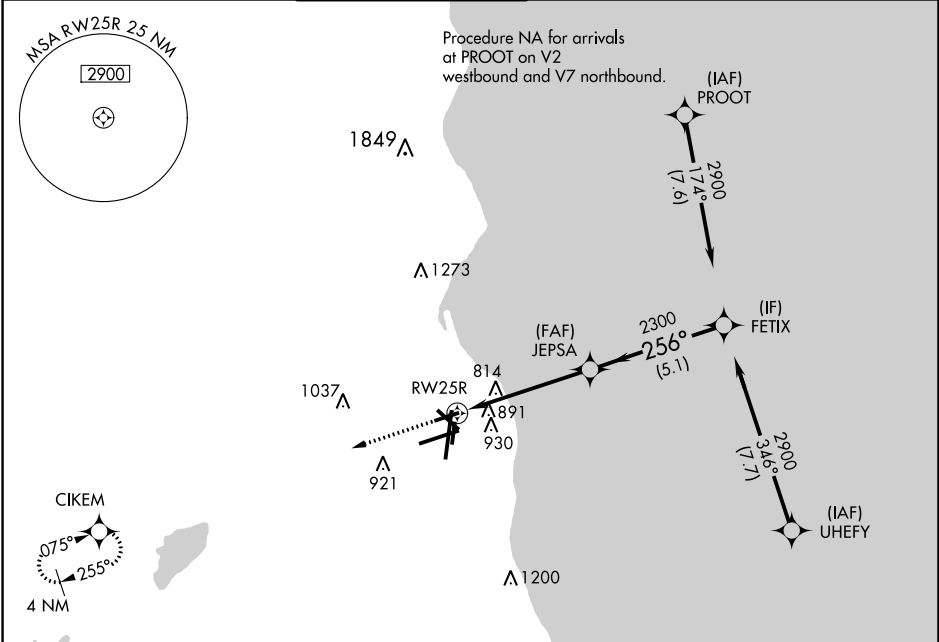 MSA RW25R 25 NM
2900
Procedure NA for arrivals
at PROOT on V2
westbound and V7 northbound.
(IAF)
PROOT
1849
2900
174°
(7.6)
1273
(IF)
FETIX
(FAF)
JEPSA
2300
256°
(5.1)
814
RW25R
1037
891
930
921
2900
346°
(7.7)
(IAF)
UHEFY
CIKEM
075°
255°
4 NM
1200